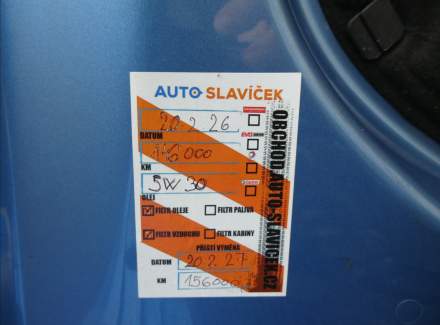 AUTO SLAVÍČEK
20 2 26
DATUM
KM
5W30
OLEJ
FILTR OLEJE FILTR PALIVA
FILTR VZDUCHU FILTR KABINY
PŘÍŠTÍ VÝMĚNA
DATUM 20 2. 27
KM 156000
OBCHOD.AUTO-SLAVICEK.CZ